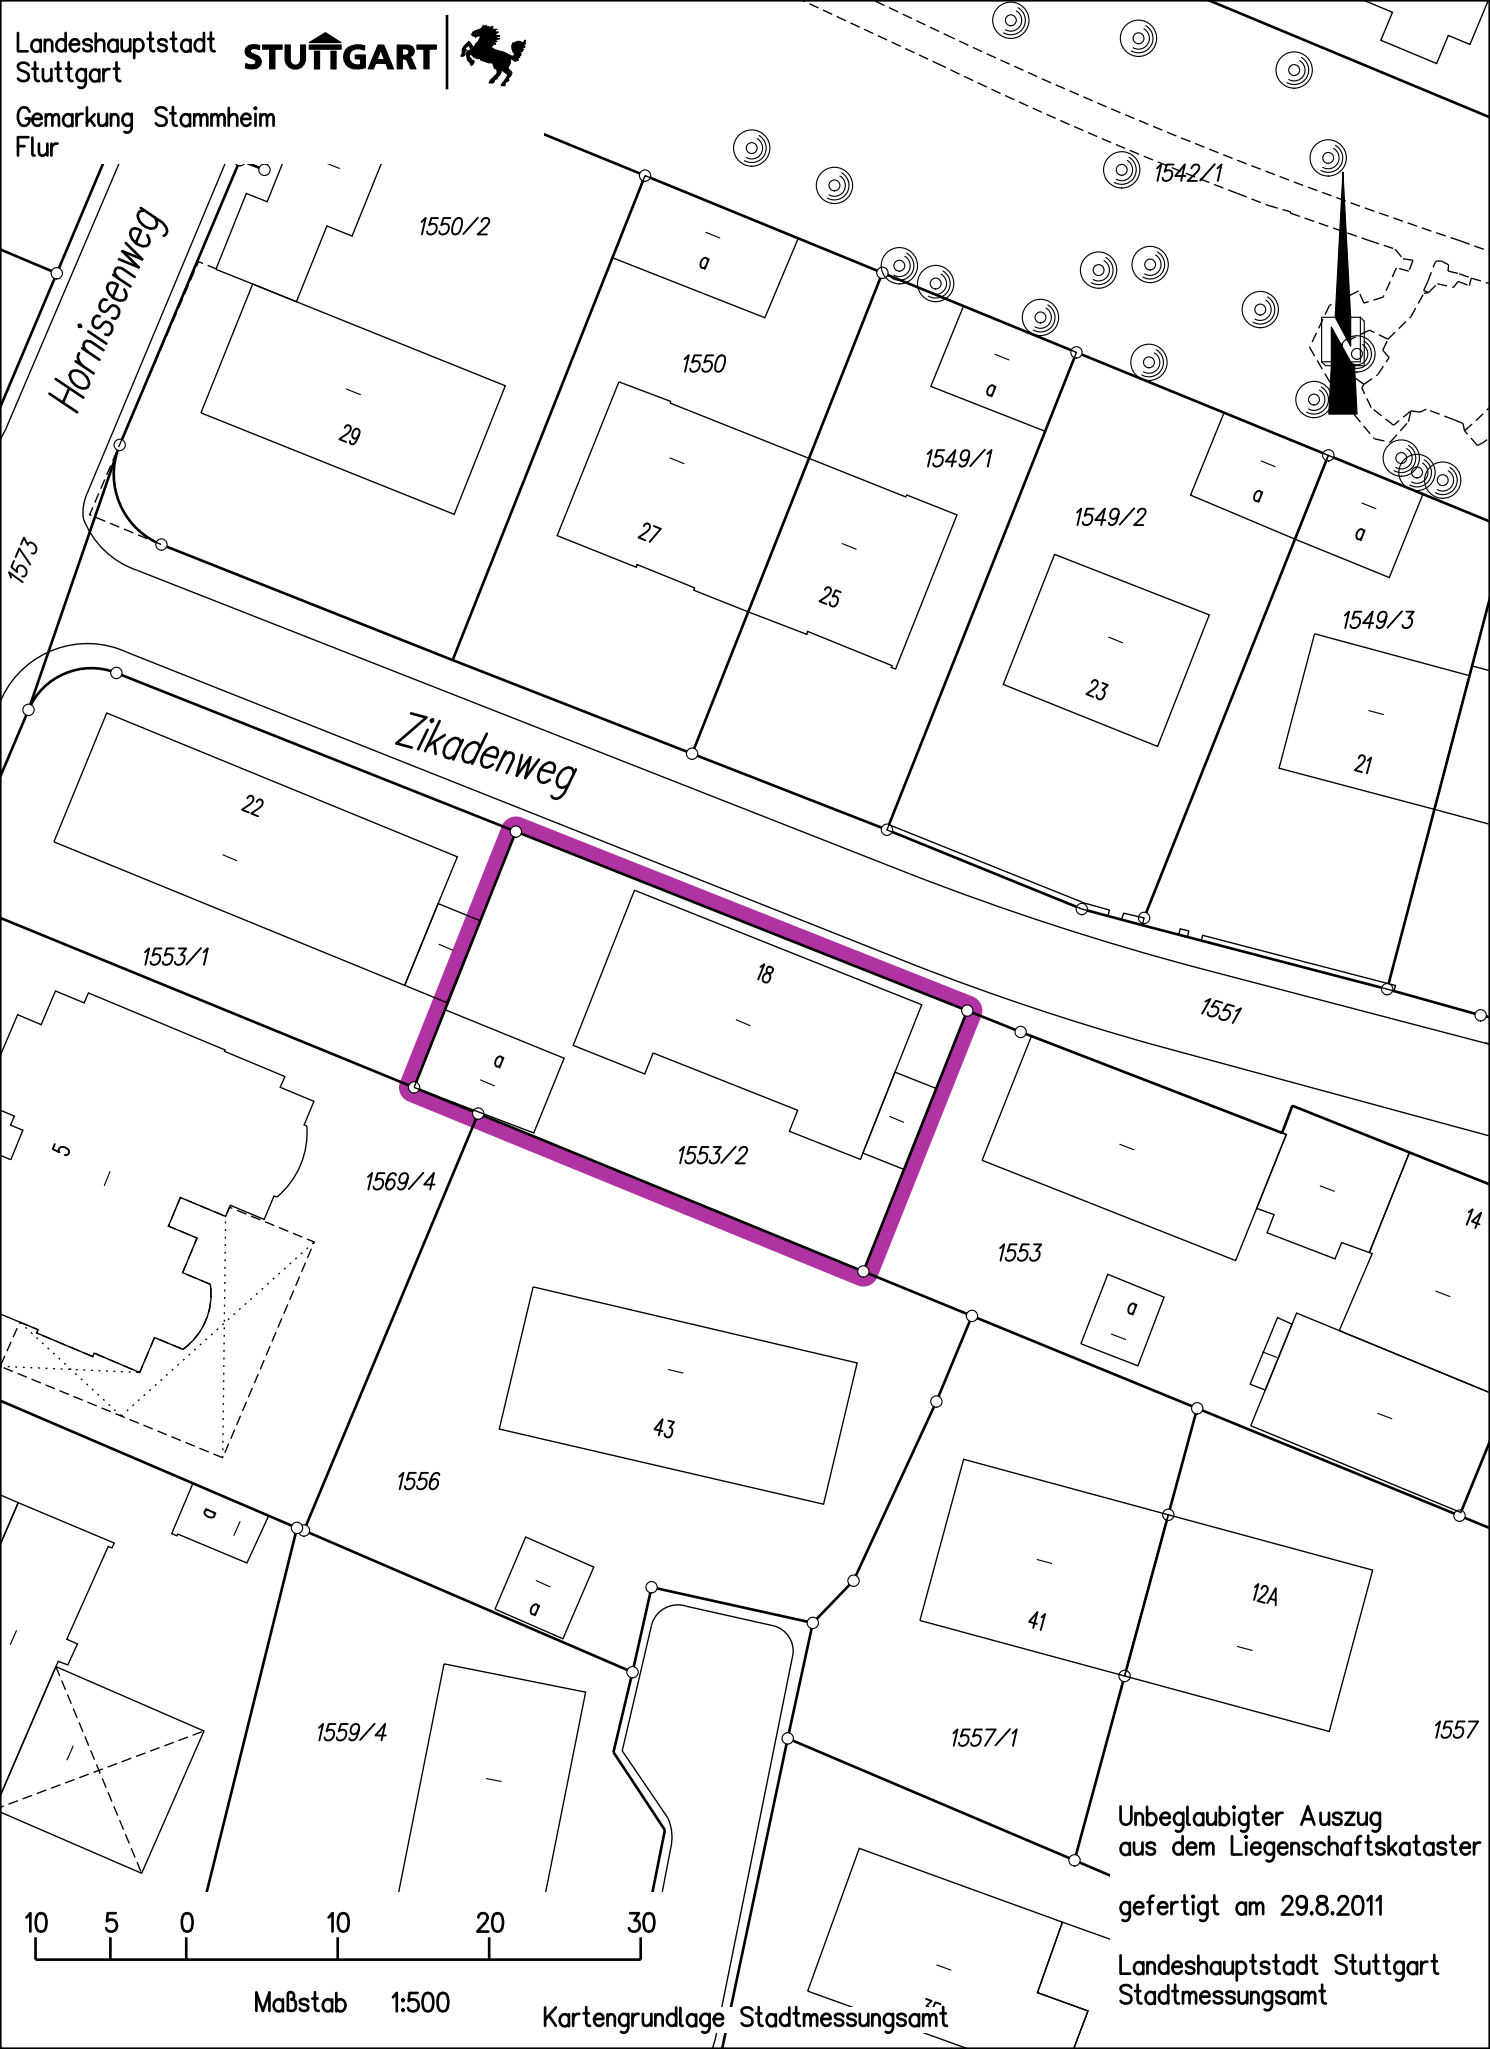 Landeshauptstadt
Stuttgart
STUTTGART
Gemarkung Stammheim
Flur
1542/1
1550/2
a
Hornissenweg
N
1550
a
29
1549/1
a
a
1549/2
27
1573
25
1549/3
23
Zikadenweg
21
22
1553/1
18
1551
a
5
1553/2
1569/4
14
1553
a
43
1556
a
a
12A
41
1559/4
1557/1
1557
Unbeglaubigter Auszug
aus dem Liegenschaftskataster
gefertigt am 29.8.2011
10 5 0 10 20 30
Landeshauptstadt Stuttgart
Stadtmessungsamt
Maßstab 1:500
Kartengrundlage Stadtmessungsamt